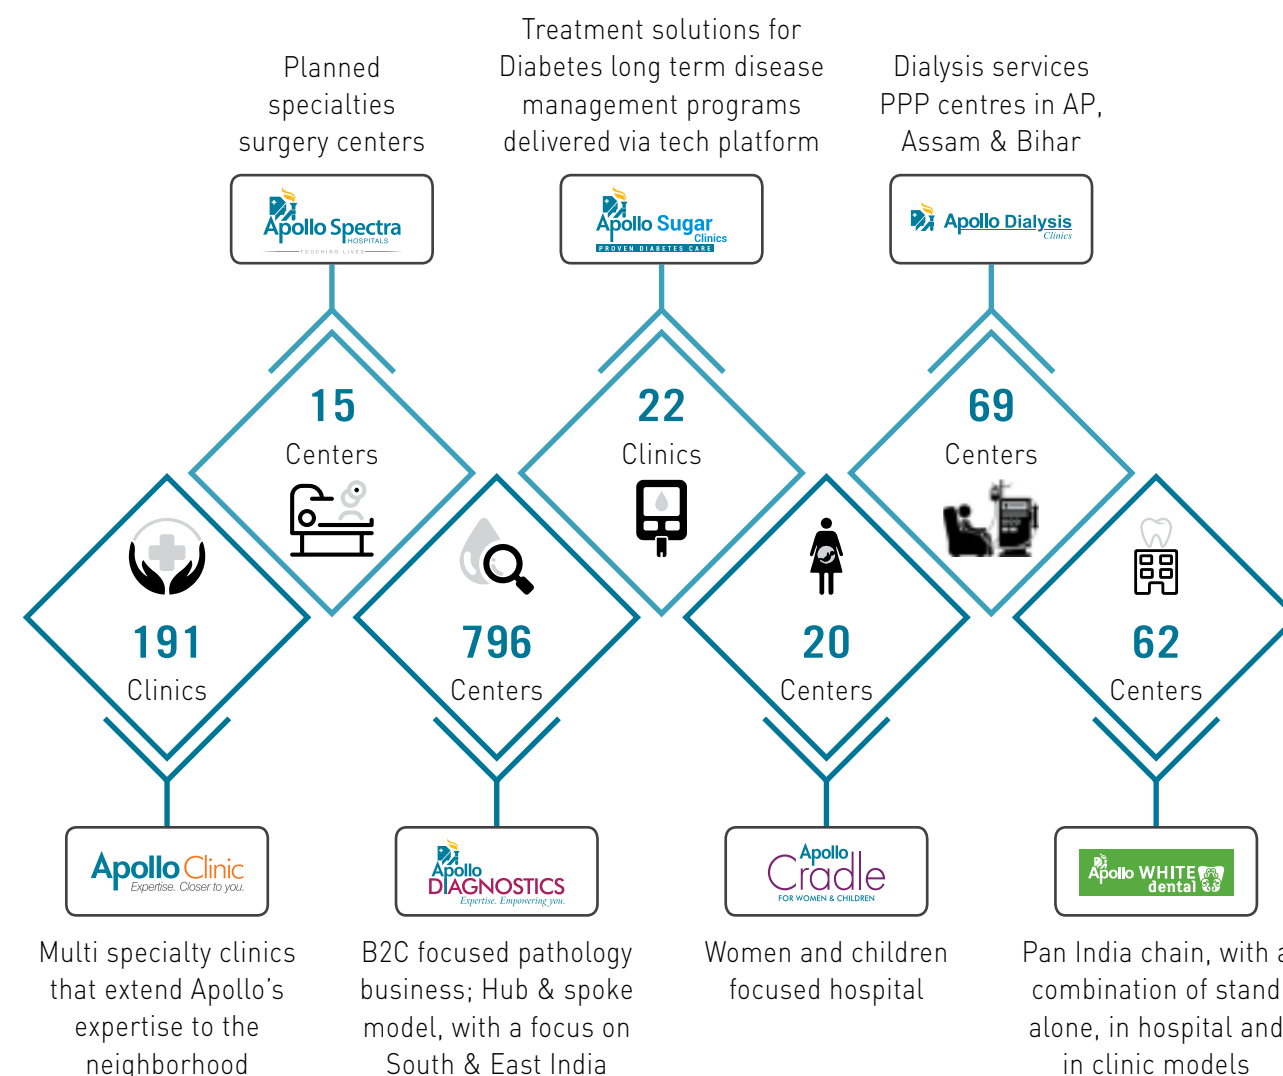 Planned
specialties
surgery centers
Treatment solutions for
Diabetes long term disease
management programs
delivered via tech platform
Dialysis services
PPP centres in AP,
Assam & Bihar
Apollo Spectra
HOSPITALS
TOUCHING LIVES
Apollo Sugar
Clinics
PROVEN DIABETES CARE
Apollo Dialysis
Clinics
15
Centers
22
Clinics
69
Centers
191
Clinics
796
Centers
20
Centers
62
Centers
Apollo Clinic
Expertise. Closer to you.
Apollo
DIAGNOSTICS
Expertise. Empowering you.
Apollo
Cradle
FOR WOMEN & CHILDREN
Apollo WHITE
dental
Multi specialty clinics
that extend Apollo’s
expertise to the
neighborhood
B2C focused pathology
business; Hub & spoke
model, with a focus on
South & East India
Women and children
focused hospital
Pan India chain, with a
combination of stand
alone, in hospital and
in clinic models